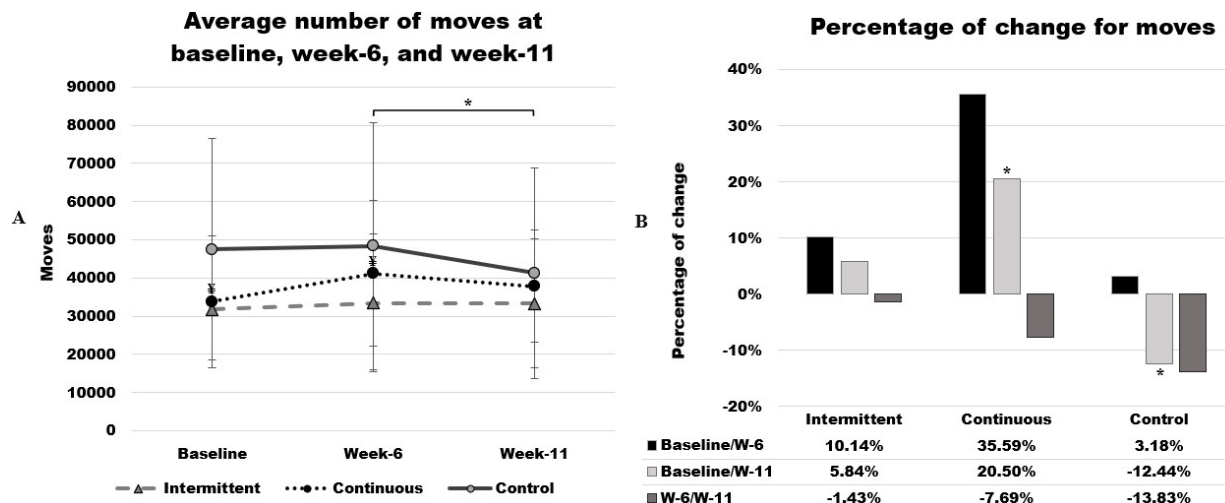 Average number of moves at
baseline, week-6, and week-11
90000
80000
70000
60000
50000
40000
30000
20000
10000
0
Moves
A
*
¥
¥
‡
Baseline Week-6 Week-11
Intermittent Continuous Control
Percentage of change for moves
40%
30%
20%
10%
0%
-10%
-20%
Percentage of change
B
*
*
Intermittent Continuous Control
Baseline/W-6 10.14% 35.59% 3.18%
Baseline/W-11 5.84% 20.50% -12.44%
W-6/W-11 -1.43% -7.69% -13.83%